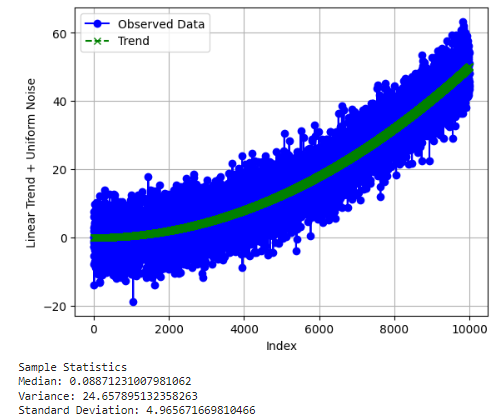 Observed Data
Trend
60
40
20
0
−20
Linear Trend + Uniform Noise
0
2000
4000
6000
8000
10000
Index
Sample Statistics
Median: 0.08871231007981062
Variance: 24.657895132358263
Standard Deviation: 4.965671669810466